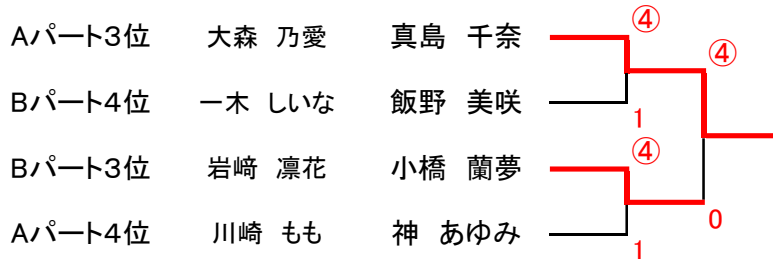 ④
Aパート3位 大森 乃愛 真島 千奈
④
Bパート4位 一木 しいな 飯野 美咲
1
④
Bパート3位 岩﨑 凛花 小橋 蘭夢
0
Aパート4位 川崎 もも 神 あゆみ
1